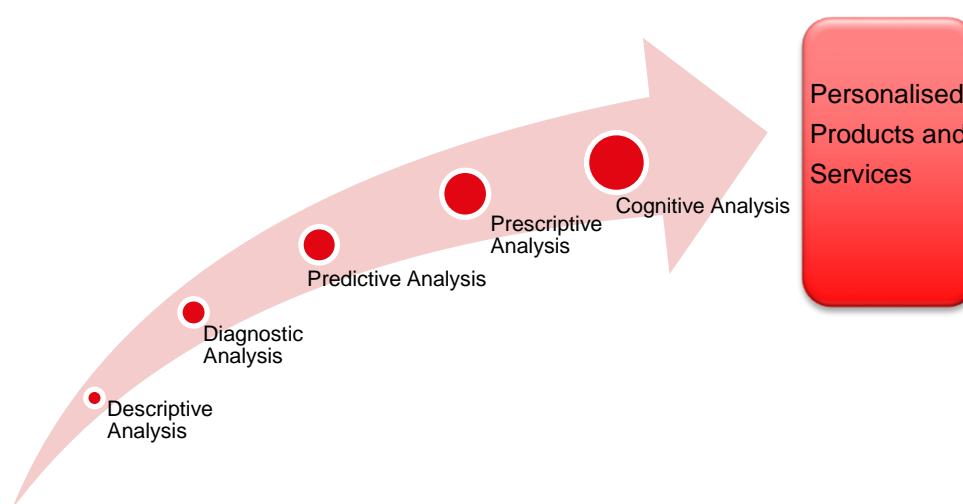 Personalised
Products and
Services
Cognitive Analysis
Prescriptive
Analysis
Predictive Analysis
Diagnostic
Analysis
Descriptive
Analysis